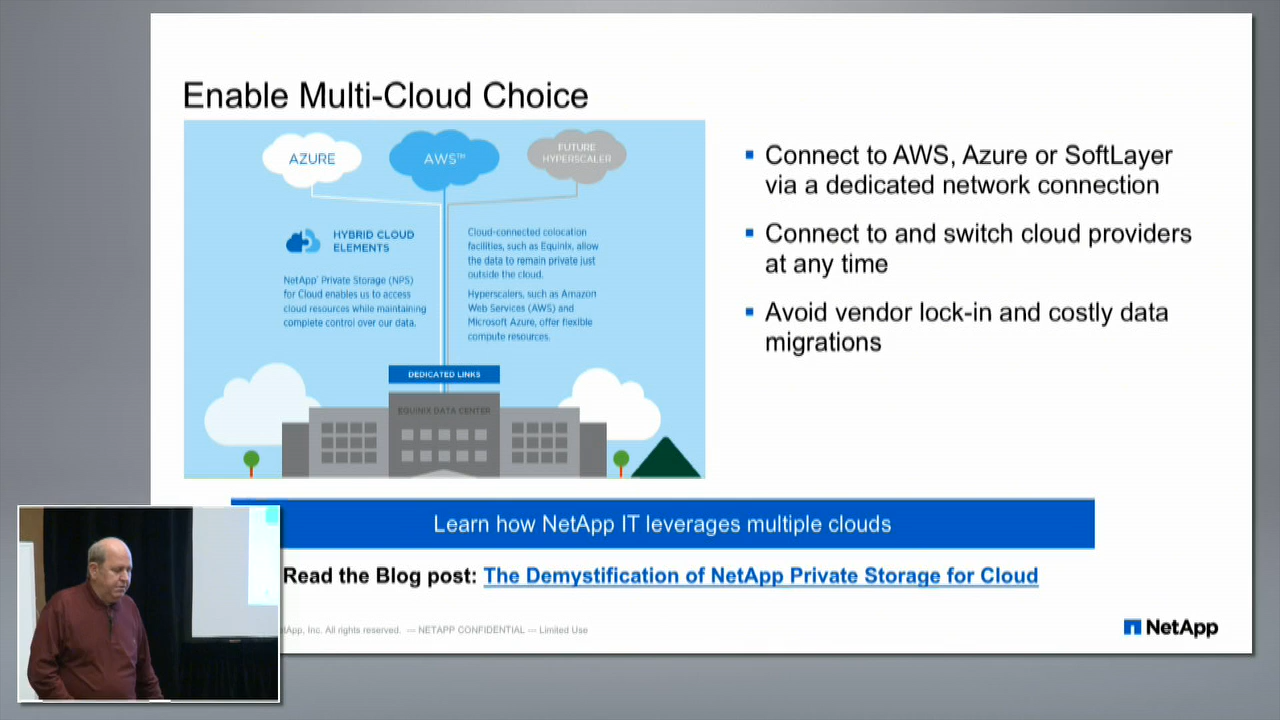 Enable Multi-Cloud Choice
AZURE
AWS™
FUTURE
HYPERSCALER
HYBRID CLOUD
ELEMENTS
NetApp® Private Storage (NPS)
for Cloud enables us to access
cloud resources while maintaining
complete control over our data.
Cloud-connected colocation
facilities, such as Equinix, allow
the data to remain private just
outside the cloud.
Hyperscalers, such as Amazon
Web Services (AWS) and
Microsoft Azure, offer flexible
compute resources.
DEDICATED LINKS
EQUINIX DATA CENTER
Connect to AWS, Azure or SoftLayer
via a dedicated network connection
Connect to and switch cloud providers
at any time
Avoid vendor lock-in and costly data
migrations
Learn how NetApp IT leverages multiple clouds
Read the Blog post: The Demystification of NetApp Private Storage for Cloud
Inc. All rights reserved. — NETAPP CONFIDENTIAL — Limited Use
NetApp